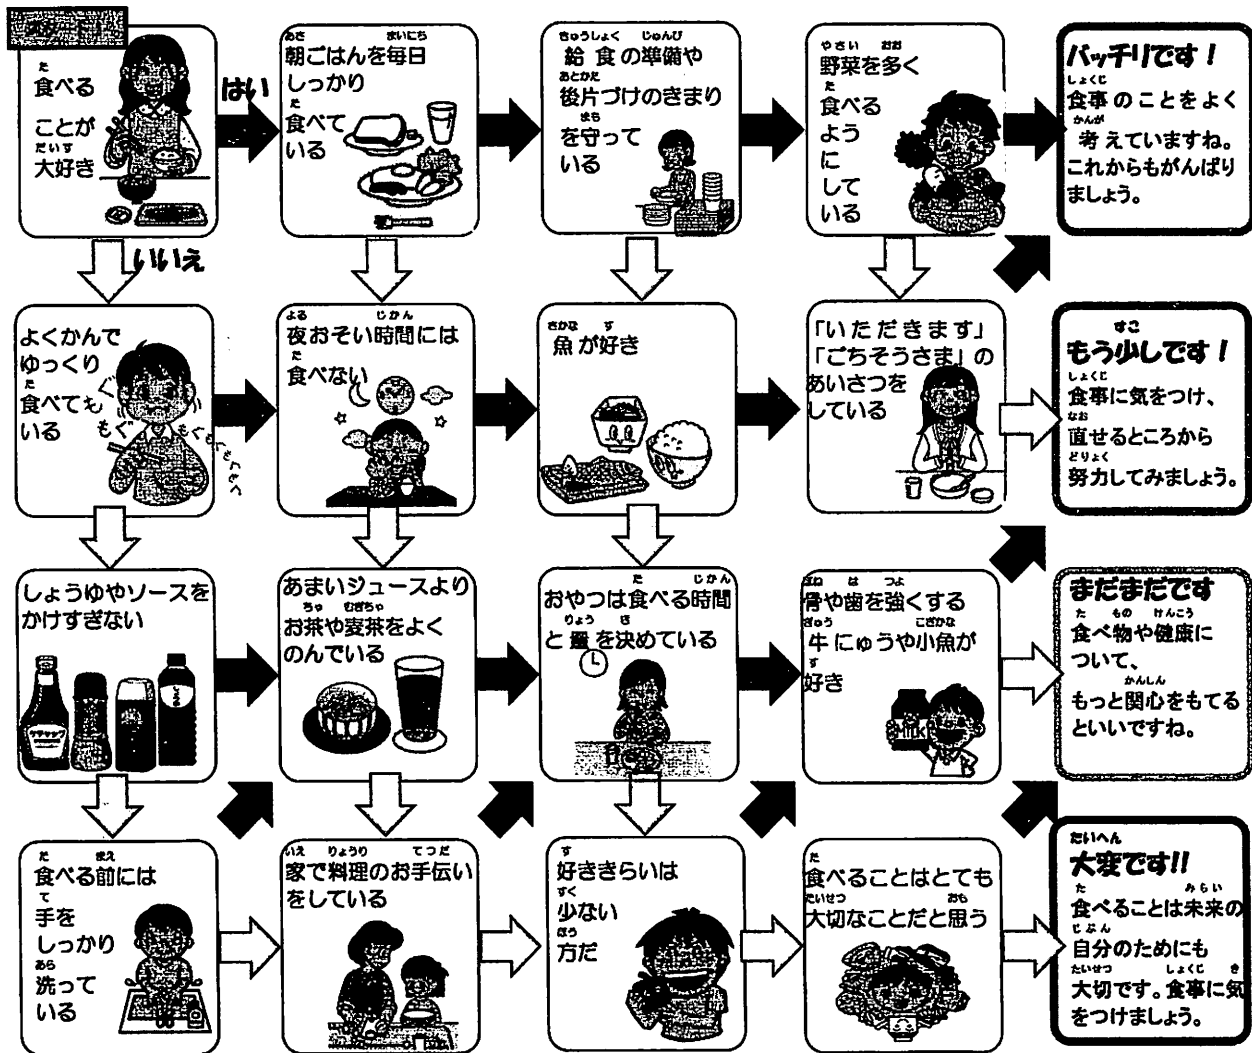 スタート!
食べる
ことが
大好き
はい
いいえ
朝ごはんを毎日
しっかり
食べて
いる
給食の準備や
後片づけのきまり
を守って
いる
野菜を多く
食べる
よう
に
して
いる
バッチリです!
食事のことをよく
考えていますね。
これからもがんばり
ましょう。
よくかんで
ゆっくり
食べて
いる
もぐ
もぐ
もぐもぐ
夜おそい時間には
食べない
魚が好き
「いただきます」
「ごちそうさま」の
あいさつを
している
もう少しです!
食事に気をつけ、
直せるところから
努力してみましょう。
しょうゆやソースを
かけすぎない
ケチャップ
あまいジュースより
お茶や麦茶をよく
のんでいる
おやつは食べる時間
と量を決めている
骨や歯を強くする
牛にゅうや小魚が
好き
Milk
まだまだです
食べ物や健康に
ついて、
もっと関心をもてる
といいですね。
食べる前には
手を
しっかり
洗って
いる
家で料理のお手伝い
をしている
好ききらいは
少ない
方だ
食べることはとても
大切なことだと思う
大変です!!
食べることは未来の
自分のためにも
大切です。食事に気
をつけましょう。